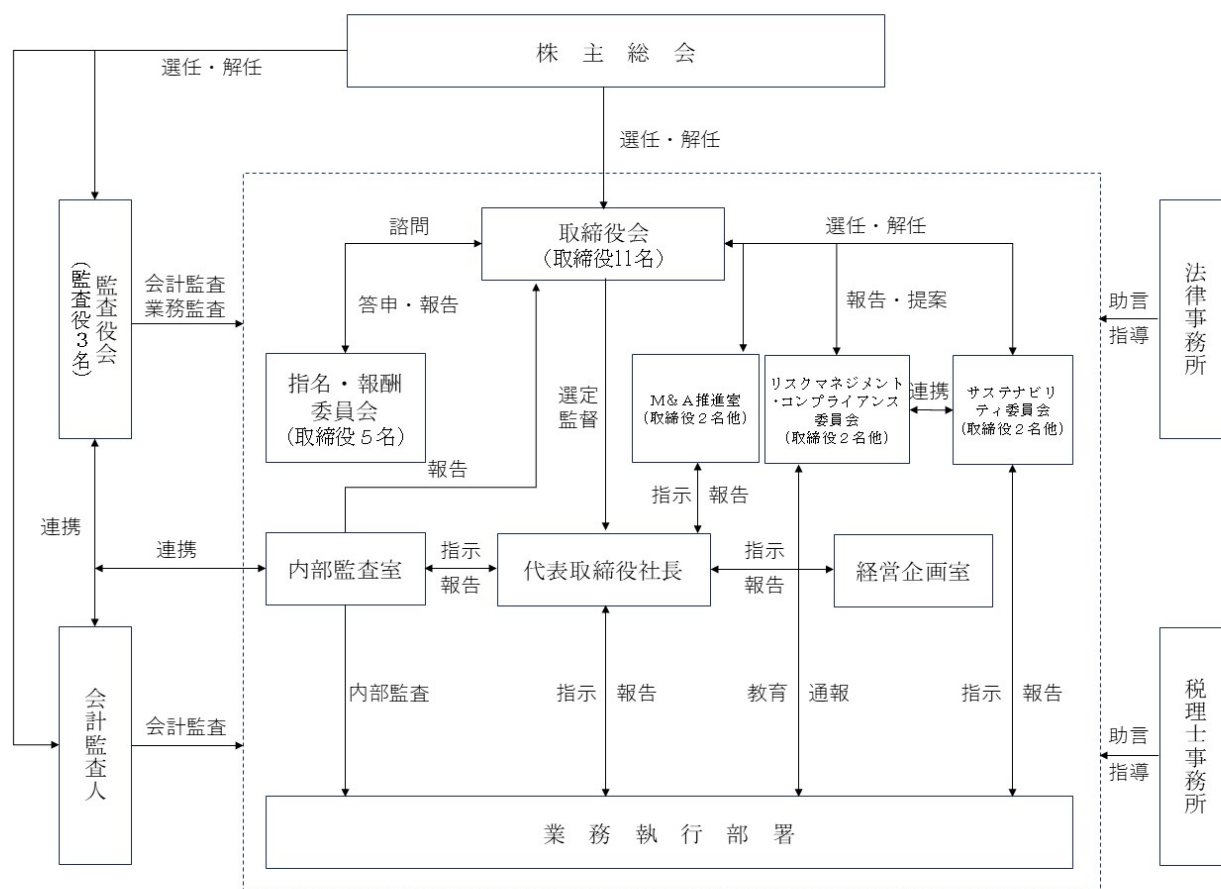 株主総会
選任・解任
選任・解任
取締役会
(取締役11名)
諮問
選任・解任
監査役会
(監査役3名)
会計監査
業務監査
答申・報告
報告・提案
助言
指導
法律事務所
指名・報酬
委員会
(取締役5名)
選定
監督
M&A推進室
(取締役2名他)
リスクマネジメント
・コンプライアンス
委員会
(取締役2名他)
連携
サステナビリ
ティ委員会
(取締役2名他)
報告
指示 報告
連携
連携
内部監査室
指示
報告
代表取締役社長
指示
報告
経営企画室
会計監査人
会計監査
内部監査
指示 報告
教育 通報
指示 報告
助言
指導
税理士事務所
業務執行部署